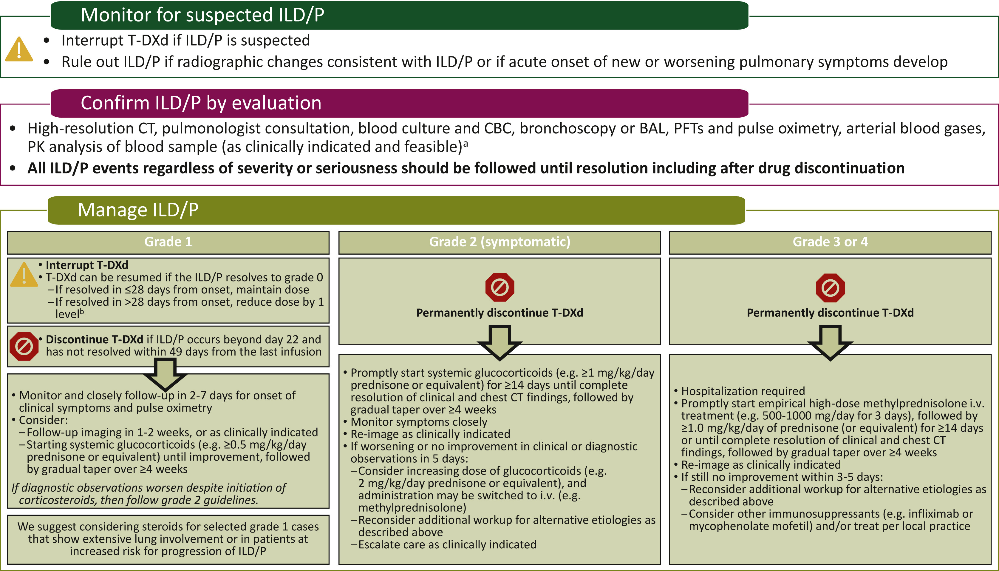 Monitor for suspected ILD/P
• Interrupt T-DXd if ILD/P is suspected
• Rule out ILD/P if radiographic changes consistent with ILD/P or if acute onset of new or worsening pulmonary symptoms develop
Confirm ILD/P by evaluation
• High-resolution CT, pulmonologist consultation, blood culture and CBC, bronchoscopy or BAL, PFTs and pulse oximetry, arterial blood gases,
PK analysis of blood sample (as clinically indicated and feasible)ᵃ
• All ILD/P events regardless of severity or seriousness should be followed until resolution including after drug discontinuation
Manage ILD/P
Grade 1
• Interrupt T-DXd
• T-DXd can be resumed if the ILD/P resolves to grade 0
–If resolved in ≤28 days from onset, maintain dose
–If resolved in >28 days from onset, reduce dose by 1
levelᵇ
• Discontinue T-DXd if ILD/P occurs beyond day 22 and
has not resolved within 49 days from the last infusion
• Monitor and closely follow-up in 2-7 days for onset of
clinical symptoms and pulse oximetry
• Consider:
–Follow-up imaging in 1-2 weeks, or as clinically indicated
–Starting systemic glucocorticoids (e.g. ≥0.5 mg/kg/day
prednisone or equivalent) until improvement, followed
by gradual taper over ≥4 weeks
If diagnostic observations worsen despite initiation of
corticosteroids, then follow grade 2 guidelines.
We suggest considering steroids for selected grade 1 cases
that show extensive lung involvement or in patients at
increased risk for progression of ILD/P
Grade 2 (symptomatic)
Permanently discontinue T-DXd
• Promptly start systemic glucocorticoids (e.g. ≥1 mg/kg/day
prednisone or equivalent) for ≥14 days until complete
resolution of clinical and chest CT findings, followed by
gradual taper over ≥4 weeks
• Monitor symptoms closely
• Re-image as clinically indicated
• If worsening or no improvement in clinical or diagnostic
observations in 5 days:
–Consider increasing dose of glucocorticoids (e.g.
2 mg/kg/day prednisone or equivalent), and
administration may be switched to i.v. (e.g.
methylprednisolone)
–Reconsider additional workup for alternative etiologies as
described above
–Escalate care as clinically indicated
Grade 3 or 4
Permanently discontinue T-DXd
• Hospitalization required
• Promptly start empirical high-dose methylprednisolone i.v.
treatment (e.g. 500-1000 mg/day for 3 days), followed by
≥1.0 mg/kg/day of prednisone (or equivalent) for ≥14 days
or until complete resolution of clinical and chest CT
findings, followed by gradual taper over ≥4 weeks
• Re-image as clinically indicated
• If still no improvement within 3-5 days:
–Reconsider additional workup for alternative etiologies as
described above
–Consider other immunosuppressants (e.g. infliximab or
mycophenolate mofetil) and/or treat per local practice